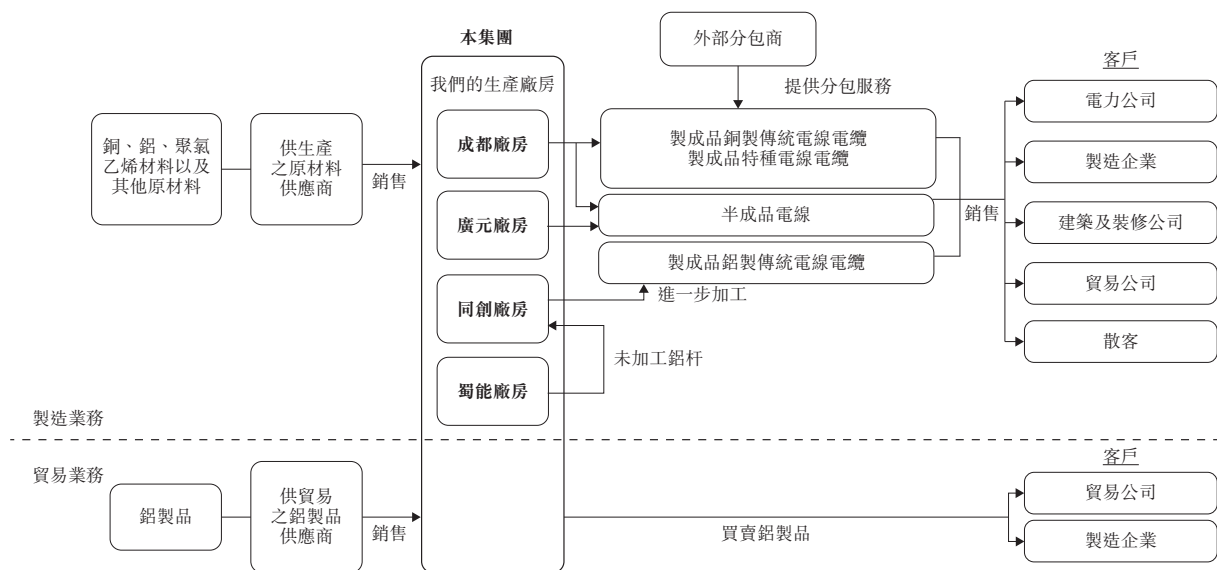 本集團
外部分包商
客戶
我們的生產廠房
提供分包服務
電力公司
銅、鋁、聚氯
乙烯材料以及
其他原材料
供生產
之原材料
供應商
銷售
成都廠房
製成品銅製傳統電線電纜
製成品特種電線電纜
製造企業
廣元廠房
半成品電線
銷售
建築及裝修公司
製成品鋁製傳統電線電纜
進一步加工
貿易公司
同創廠房
散客
未加工鋁杆
蜀能廠房
製造業務
貿易業務
客戶
鋁製品
供貿易
之鋁製品
供應商
銷售
買賣鋁製品
貿易公司
製造企業